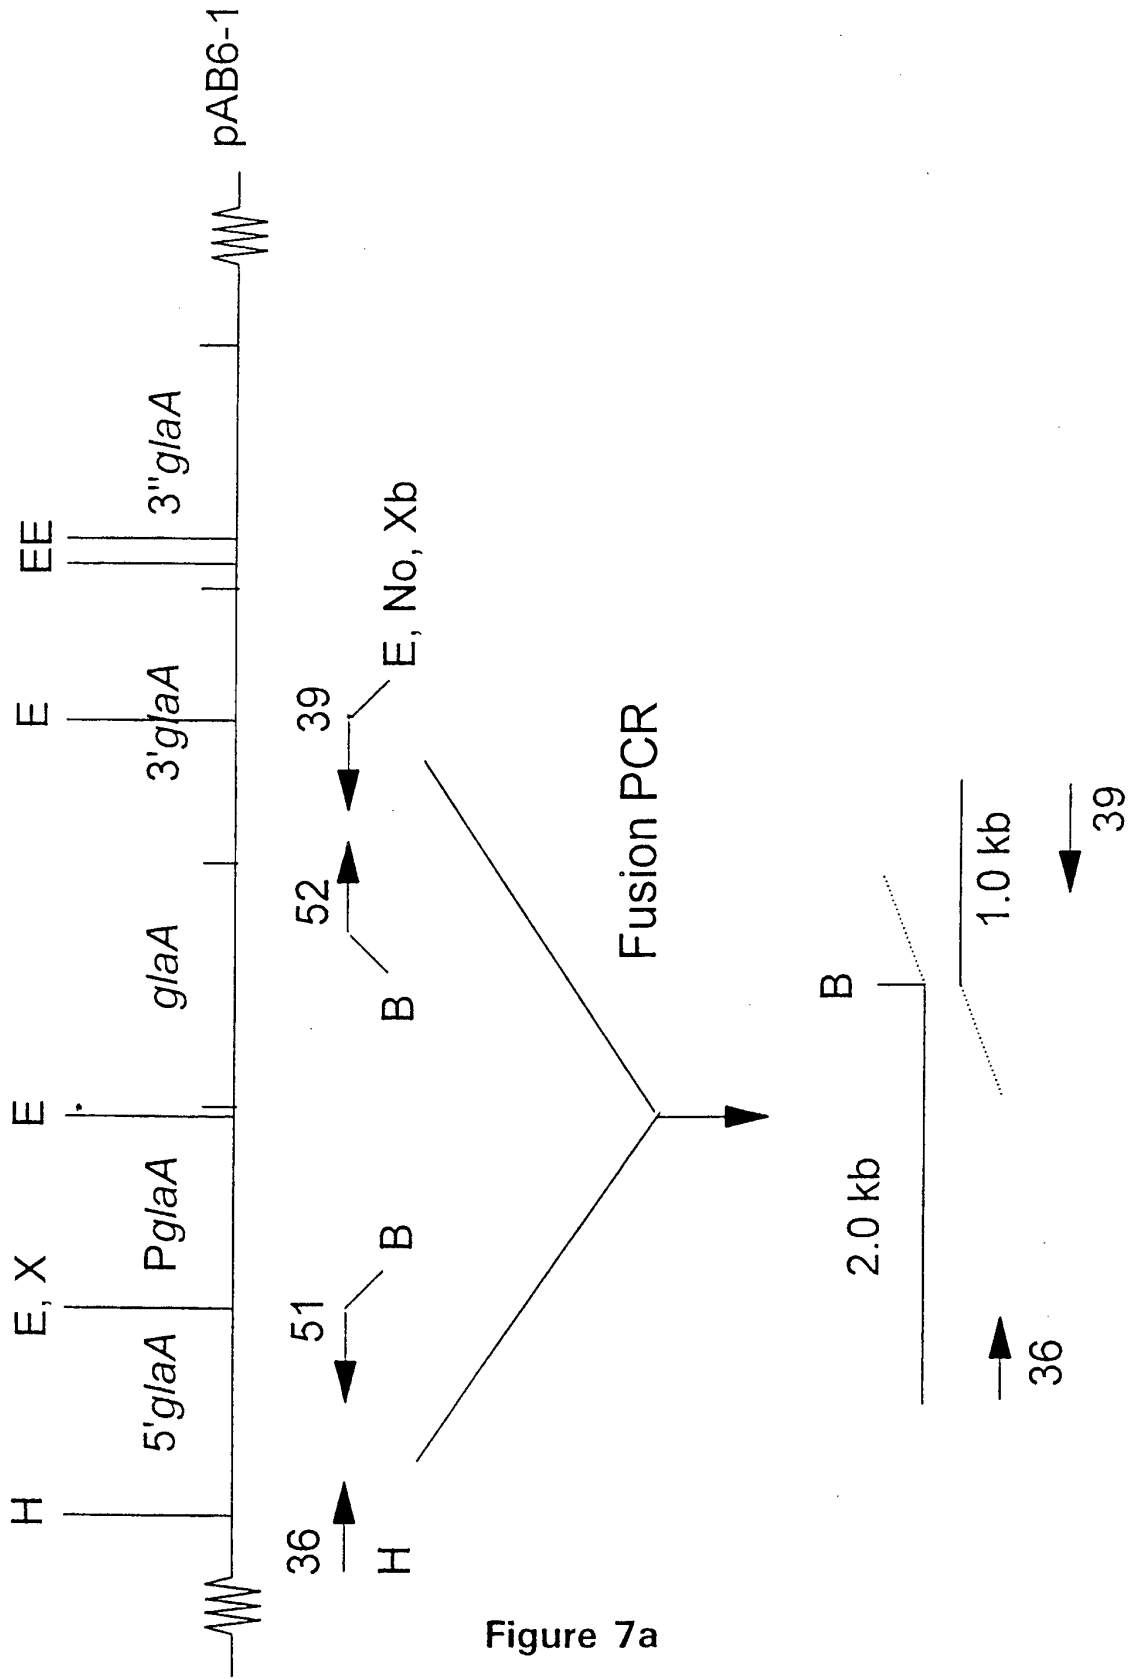 H
E, X
E
E
EE
5'glaA
PglaA
glaA
3'glaA
3"glaA
pAB6-1
36
51
52
39
H
B
B
E, No, Xb
Fusion PCR
2.0 kb
B
1.0 kb
36
39
Figure 7a